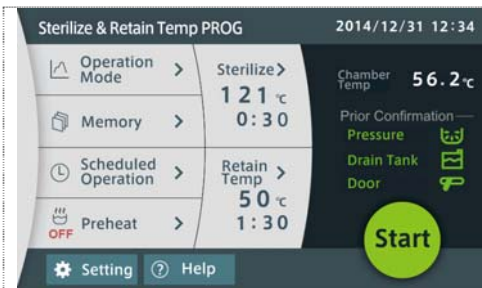 Sterilize & Retain Temp PROG
2014/12/31 12:34
Operation
Mode
>
Memory
>
Scheduled
Operation
>
OFF
Preheat
>
Sterilize>
121℃
0:30
Retain
Temp
>
50℃
1:30
Chamber
Temp
56.2℃
Prior Confirmation
Pressure
Drain Tank
Door
Start
Setting
? Help